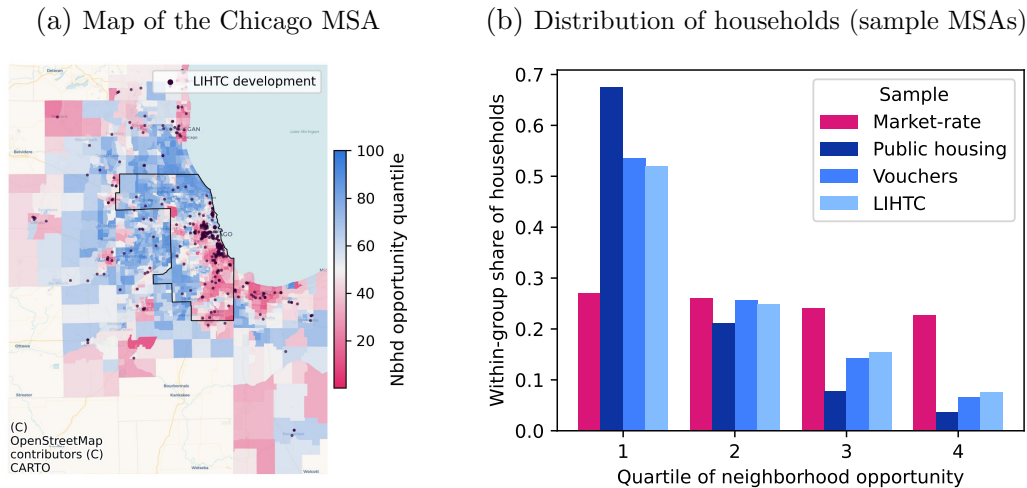 (a) Map of the Chicago MSA
LIHTC development
Lake Michigan
100
80
60
40
20
Nbhd opportunity quantile
(C)
OpenStreetMap
contributors (C)
CARTO
(b) Distribution of households (sample MSAs)
0.7
0.6
0.5
0.4
0.3
0.2
0.1
0.0
Within-group share of households
Sample
Market-rate
Public housing
Vouchers
LIHTC
1 2 3 4
Quartile of neighborhood opportunity